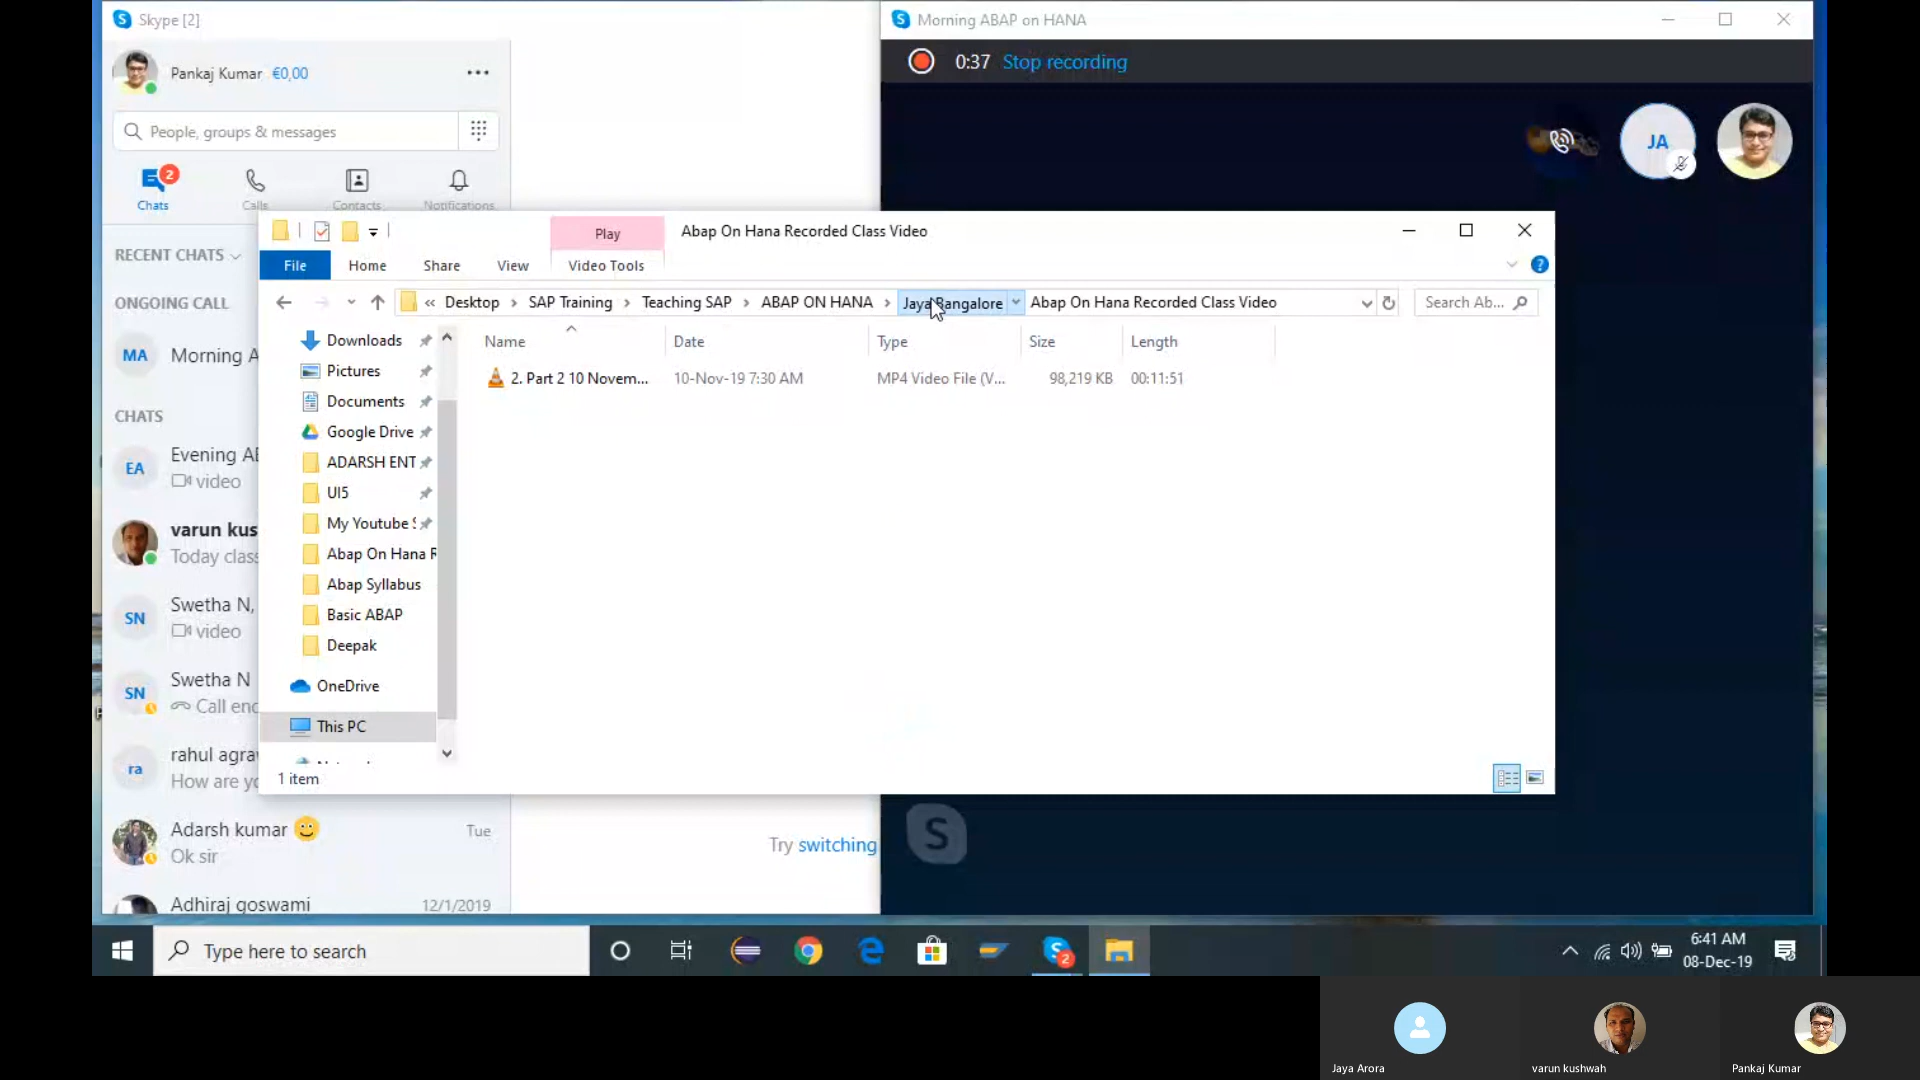 Skype [2]
Morning ABAP on HANA
Pankaj Kumar €0,00
0:37 Stop recording
People, groups & messages
JA
2
Chats
Calls
Contacts
Notifications
RECENT CHATS
ONGOING CALL
MA Morning A
CHATS
EA Evening AB
video
varun kus
Today class
SN Swetha N,
video
SN Swetha N
Call end
ra rahul agra
How are yo
Adarsh kumar Tue
Ok sir
Adhiraj goswami 12/1/2019
Play Abap On Hana Recorded Class Video
File Home Share View Video Tools
« Desktop › SAP Training › Teaching SAP › ABAP ON HANA › Jaya Bangalore Abap On Hana Recorded Class Video Search Ab...
Name Date Type Size Length
2. Part 2 10 Novem... 10-Nov-19 7:30 AM MP4 Video File (V... 98,219 KB 00:11:51
Downloads
Pictures
Documents
Google Drive
ADARSH ENT
UI5
My Youtube S
Abap On Hana R
Abap Syllabus
Basic ABAP
Deepak
OneDrive
This PC
1 item
Try switching
S
Type here to search
2
6:41 AM
08-Dec-19
Jaya Arora
varun kushwah
Pankaj Kumar